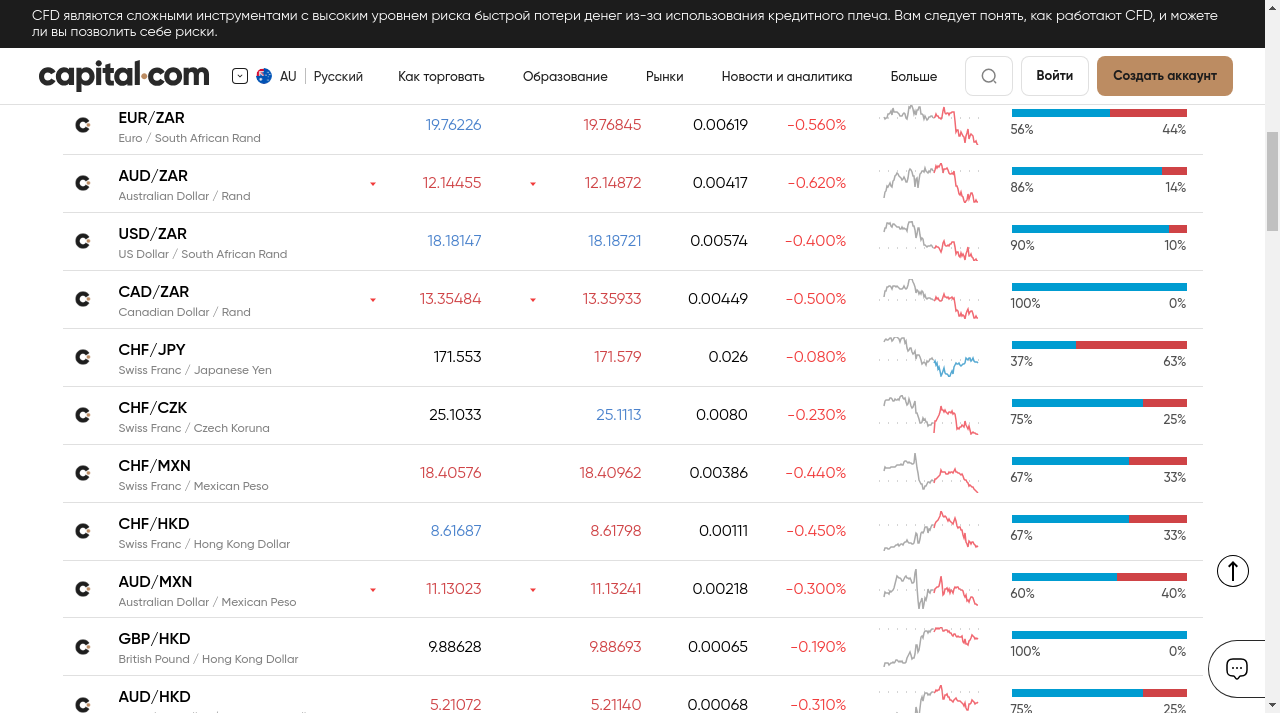 CFD являются сложными инструментами с высоким уровнем риска быстрой потери денег из-за использования кредитного плеча. Вам следует понять, как работают CFD, и можете
ли вы позволить себе риски.
capital.com AU Русский Как торговать Образование Рынки Новости и аналитика Больше Войти Создать аккаунт
EUR/ZAR 19.76226 19.76845 0.00619 -0.560%
Euro / South African Rand 56% 44%
AUD/ZAR 12.14455 12.14872 0.00417 -0.620%
Australian Dollar / Rand 86% 14%
USD/ZAR 18.18147 18.18721 0.00574 -0.400%
US Dollar / South African Rand 90% 10%
CAD/ZAR 13.35484 13.35933 0.00449 -0.500%
Canadian Dollar / Rand 100% 0%
CHF/JPY 171.553 171.579 0.026 -0.080%
Swiss Franc / Japanese Yen 37% 63%
CHF/CZK 25.1033 25.1113 0.0080 -0.230%
Swiss Franc / Czech Koruna 75% 25%
CHF/MXN 18.40576 18.40962 0.00386 -0.440%
Swiss Franc / Mexican Peso 67% 33%
CHF/HKD 8.61687 8.61798 0.00111 -0.450%
Swiss Franc / Hong Kong Dollar 67% 33%
AUD/MXN 11.13023 11.13241 0.00218 -0.300%
Australian Dollar / Mexican Peso 60% 40%
GBP/HKD 9.88628 9.88693 0.00065 -0.190%
British Pound / Hong Kong Dollar 100% 0%
AUD/HKD 5.21072 5.21140 0.00068 -0.310%
75% 25%